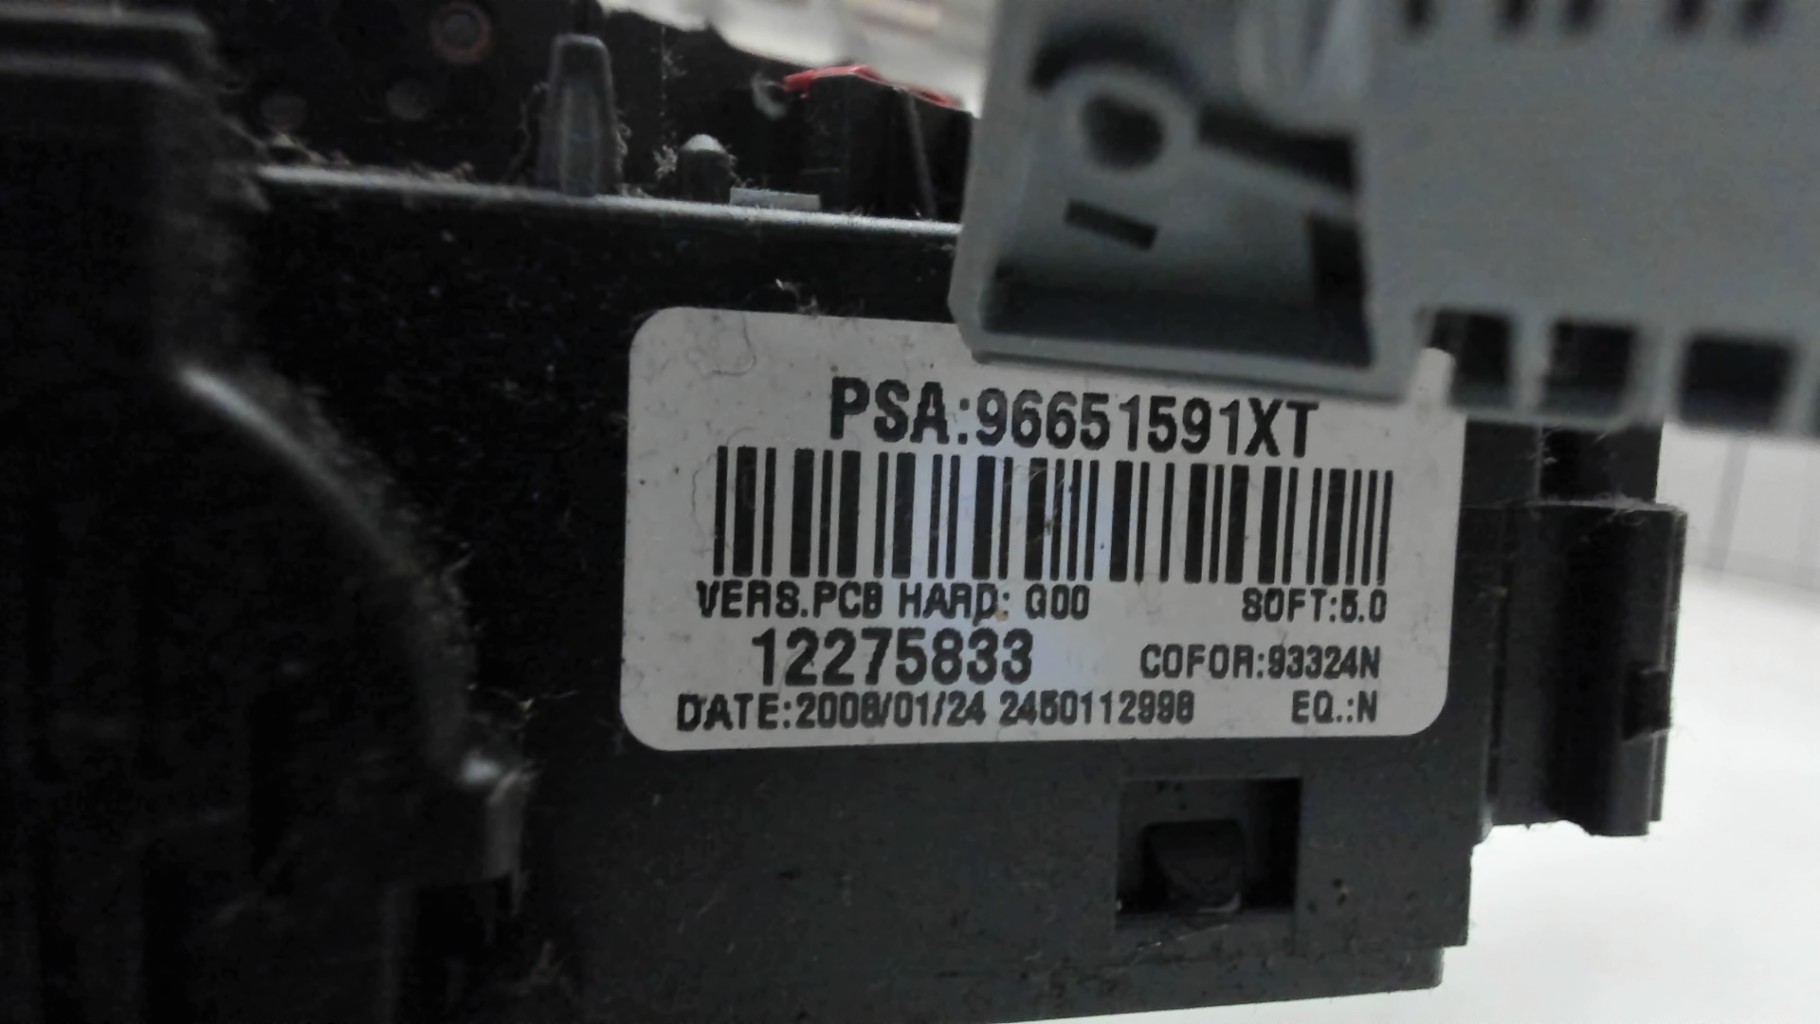 PSA:96651591XT
VERS.PCB HARD: G00 SOFT:5.0
12275833 COFOR:93324N
DATE:2008/01/24 2450112998 EQ.:N